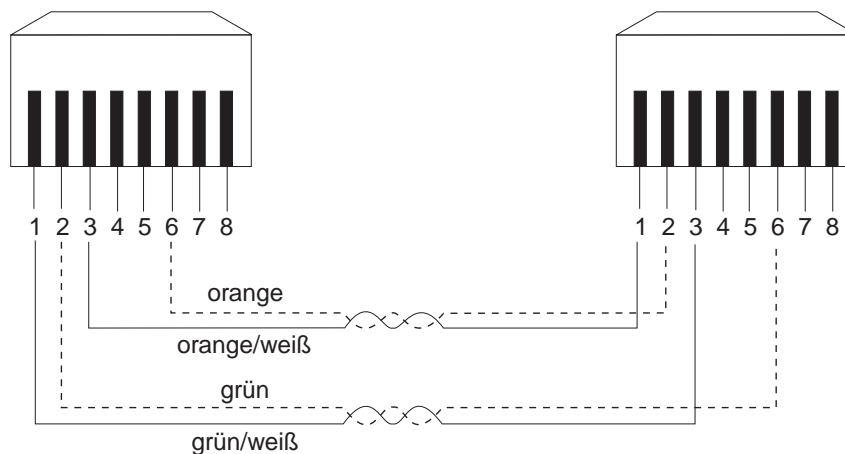 1 2 3 4 5 6 7 8
1 2 3 4 5 6 7 8
orange
orange/weiß
grün
grün/weiß